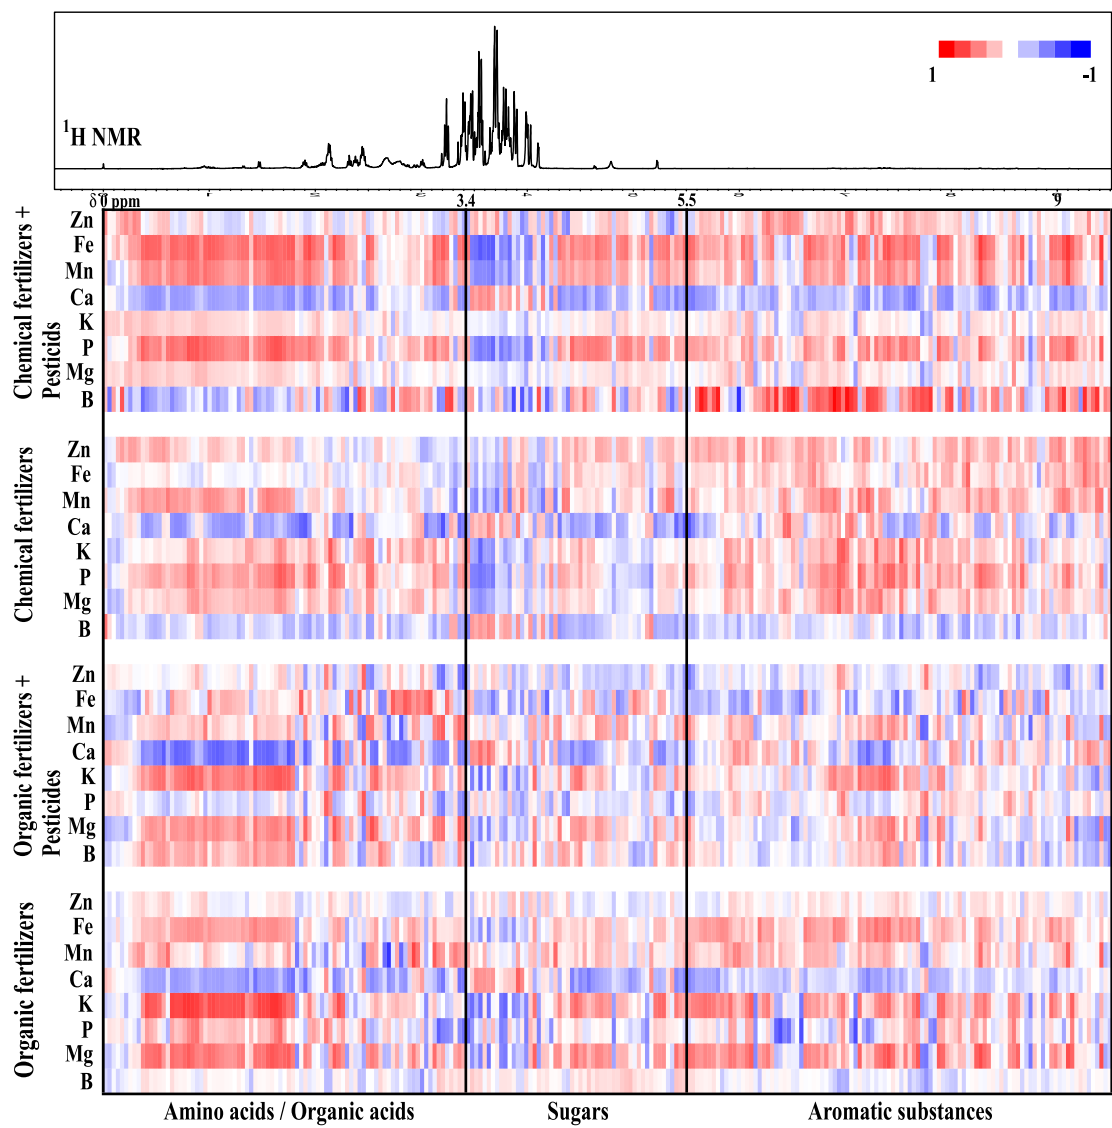 1
-1
1H NMR
δ 0 ppm
3.4
5.5
9
Chemical fertilizers +
Pesticids
Zn
Fe
Mn
Ca
K
P
Mg
B
Chemical fertilizers
Zn
Fe
Mn
Ca
K
P
Mg
B
Organic fertilizers +
Pesticides
Zn
Fe
Mn
Ca
K
P
Mg
B
Organic fertilizers
Zn
Fe
Mn
Ca
K
P
Mg
B
Amino acids / Organic acids
Sugars
Aromatic substances